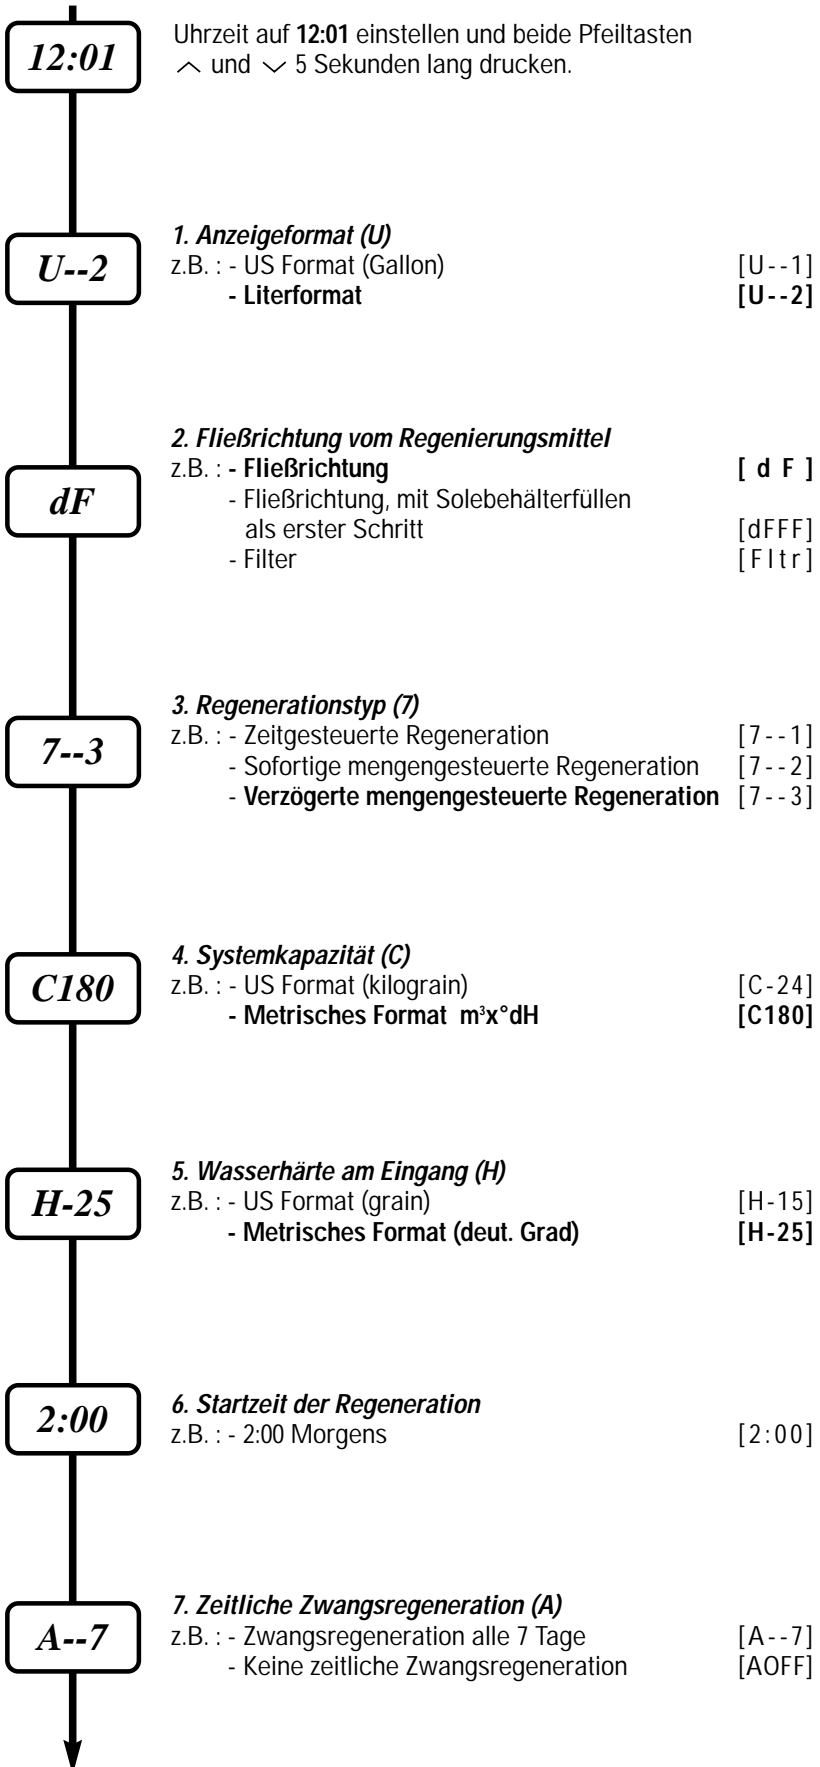 12:01
Uhrzeit auf 12:01 einstellen und beide Pfeiltasten
︿ und ﹀ 5 Sekunden lang drucken.
U--2
1. Anzeigeformat (U)
z.B. : - US Format (Gallon) [U--1]
- Literformat [U--2]
dF
2. Fließrichtung vom Regenierungsmittel
z.B. : - Fließrichtung [ d F ]
- Fließrichtung, mit Solebehälterfüllen
als erster Schritt [dFFF]
- Filter [Fltr]
7--3
3. Regenerationstyp (7)
z.B. : - Zeitgesteuerte Regeneration [7--1]
- Sofortige mengengesteuerte Regeneration [7--2]
- Verzögerte mengengesteuerte Regeneration [7--3]
C180
4. Systemkapazität (C)
z.B. : - US Format (kilograin) [C-24]
- Metrisches Format m³x°dH [C180]
H-25
5. Wasserhärte am Eingang (H)
z.B. : - US Format (grain) [H-15]
- Metrisches Format (deut. Grad) [H-25]
2:00
6. Startzeit der Regeneration
z.B. : - 2:00 Morgens [2:00]
A--7
7. Zeitliche Zwangsregeneration (A)
z.B. : - Zwangsregeneration alle 7 Tage [A--7]
- Keine zeitliche Zwangsregeneration [AOFF]